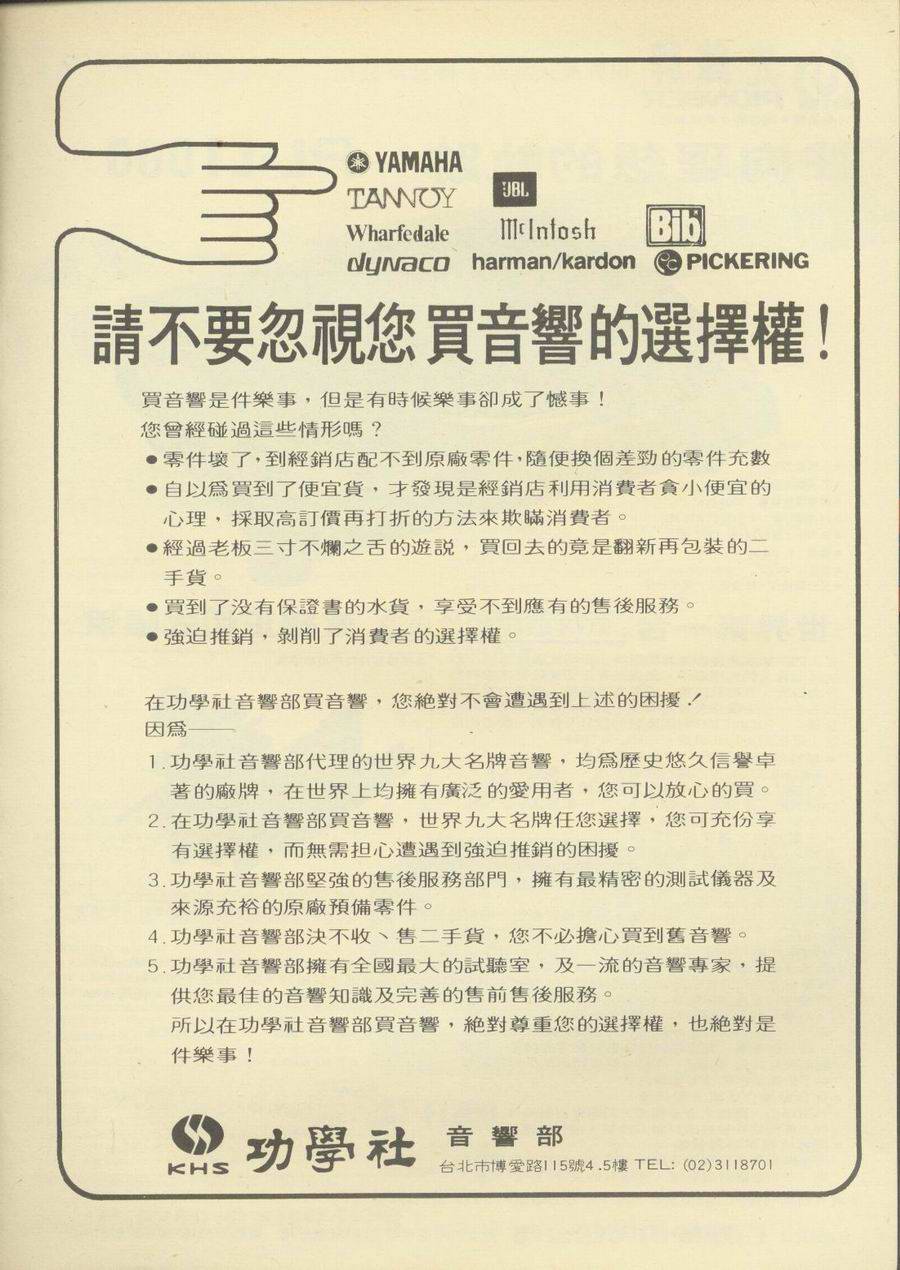 YAMAHA
TANNOY JBL
Wharfedale McIntosh Bib
dynaco harman/kardon PICKERING
請不要忽視您買音響的選擇權！
買音響是件樂事，但是有時候樂事卻成了憾事！
您曾經碰過這些情形嗎？
●零件壞了，到經銷店配不到原廠零件，隨便換個差勁的零件充數
●自以爲買到了便宜貨，才發現是經銷店利用消費者貪小便宜的
心理，採取高訂價再打折的方法來欺瞞消費者。
●經過老板三寸不爛之舌的遊説，買回去的竟是翻新再包裝的二
手貨。
●買到了没有保證書的水貨，享受不到應有的售後服務。
●強迫推銷，剝削了消費者的選擇權。
在功學社音響部買音響，您絶對不會遭遇到上述的困擾！
因爲——
1.功學社音響部代理的世界九大名牌音響，均爲歷史悠久信譽卓
著的廠牌，在世界上均擁有廣泛的愛用者，您可以放心的買。
2.在功學社音響部買音響，世界九大名牌任您選擇，您可充份享
有選擇權，而無需担心遭遇到強迫推銷的困擾。
3.功學社音響部堅強的售後服務部門，擁有最精密的測試儀器及
來源充裕的原廠預備零件。
4.功學社音響部決不收、售二手貨，您不必擔心買到舊音響。
5.功學社音響部擁有全國最大的試聽室，及一流的音響專家，提
供您最佳的音響知識及完善的售前售後服務。
所以在功學社音響部買音響，絶對尊重您的選擇權，也絶對是
件樂事！
KHS 功學社 音響部
台北市博愛路115號4.5樓 TEL: (02)3118701